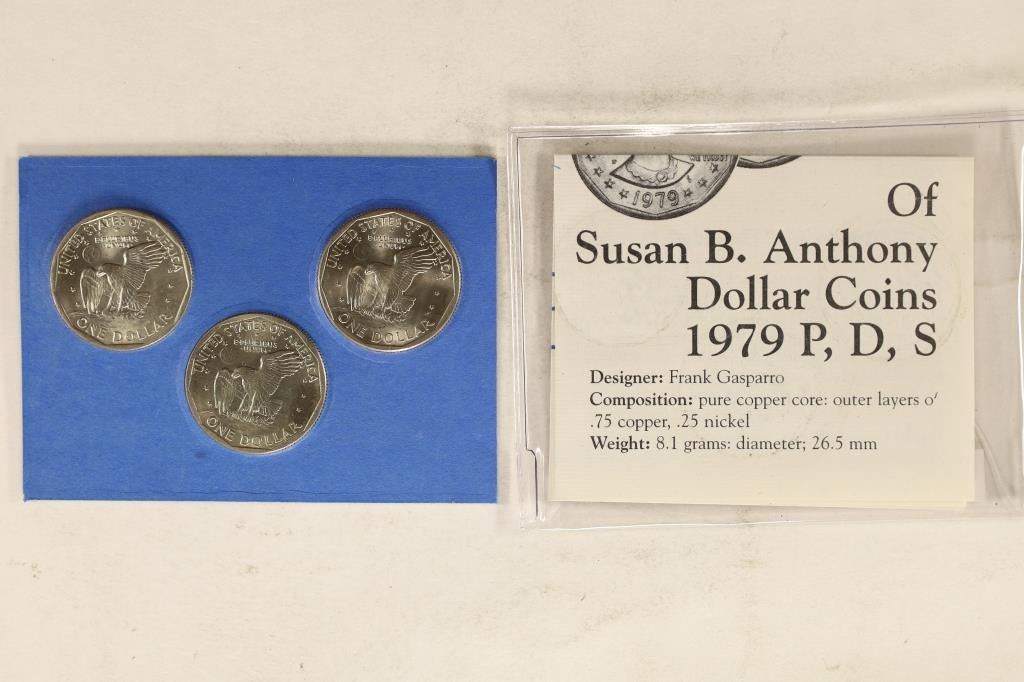 UNITED STATES OF AMERICA
E PLURIBUS
UNUM
ONE DOLLAR
UNITED STATES OF AMERICA
E PLURIBUS
UNUM
ONE DOLLAR
UNITED STATES OF AMERICA
E PLURIBUS
UNUM
ONE DOLLAR
1979
Of
Susan B. Anthony
Dollar Coins
1979 P, D, S
Designer: Frank Gasparro
Composition: pure copper core: outer layers o
.75 copper, .25 nickel
Weight: 8.1 grams: diameter; 26.5 mm